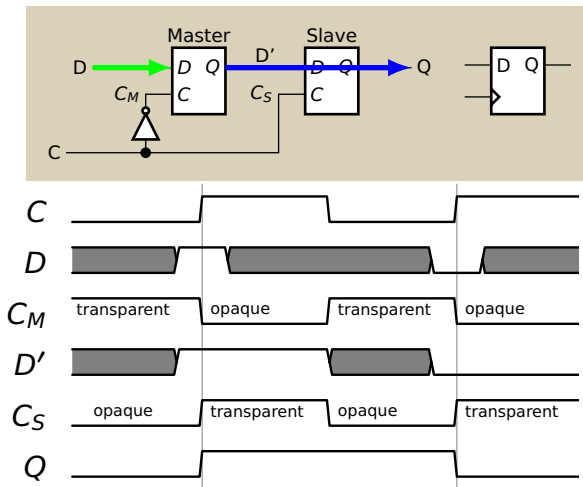 Master Slave
D D Q D' D Q Q D Q
C_M C C_S C
C
C
D
C_M transparent opaque transparent opaque
D'
C_S opaque transparent opaque transparent
Q